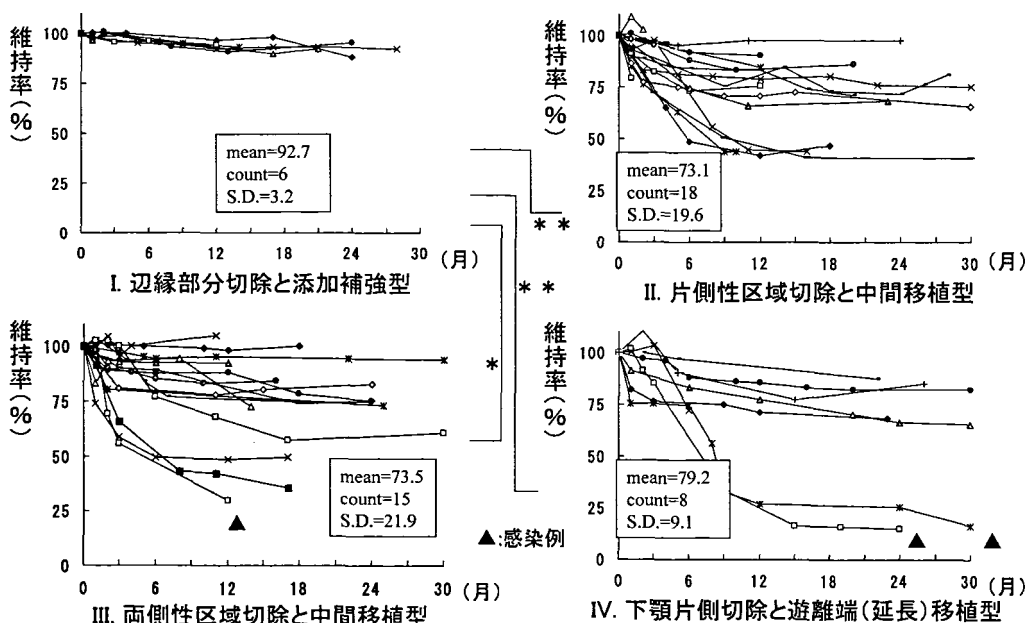 維持率(%)
100
75
50
25
0
mean=92.7
count=6
S.D.=3.2
6 12 18 24 30 (月)
I. 辺縁部分切除と添加補強型
維持率(%)
100
75
50
25
0
0 6 12 18 24 30 (月)
mean=73.1
count=18
S.D.=19.6
II. 片側性区域切除と中間移植型
**
**
*
維持率(%)
100
75
50
25
0
mean=73.5
count=15
S.D.=21.9
0 6 12 18 24 30 (月)
III. 両側性区域切除と中間移植型
▲:感染例
維持率(%)
100
75
50
25
0
mean=79.2
count=8
S.D.=9.1
0 6 12 18 24 30 (月)
IV. 下顎片側切除と遊離端(延長)移植型